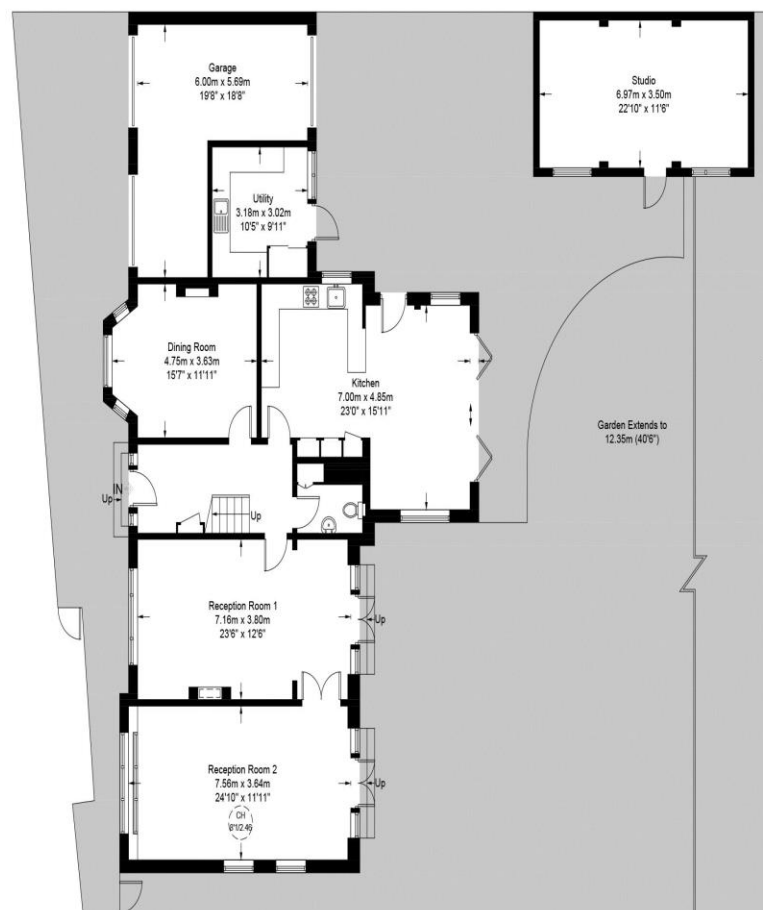 Garage
6.00m x 5.69m
19'8" x 18'8"
Studio
6.97m x 3.50m
22'10" x 11'6"
Utility
3.18m x 3.02m
10'5" x 9'11"
Dining Room
4.75m x 3.63m
15'7" x 11'11"
Kitchen
7.00m x 4.85m
23'0" x 15'11"
Garden Extends to
12.35m (40'6")
IN
Up
Up
Reception Room 1
7.16m x 3.80m
23'6" x 12'6"
Up
Reception Room 2
7.56m x 3.64m
24'10" x 11'11"
Up
CH
8'1/2.46